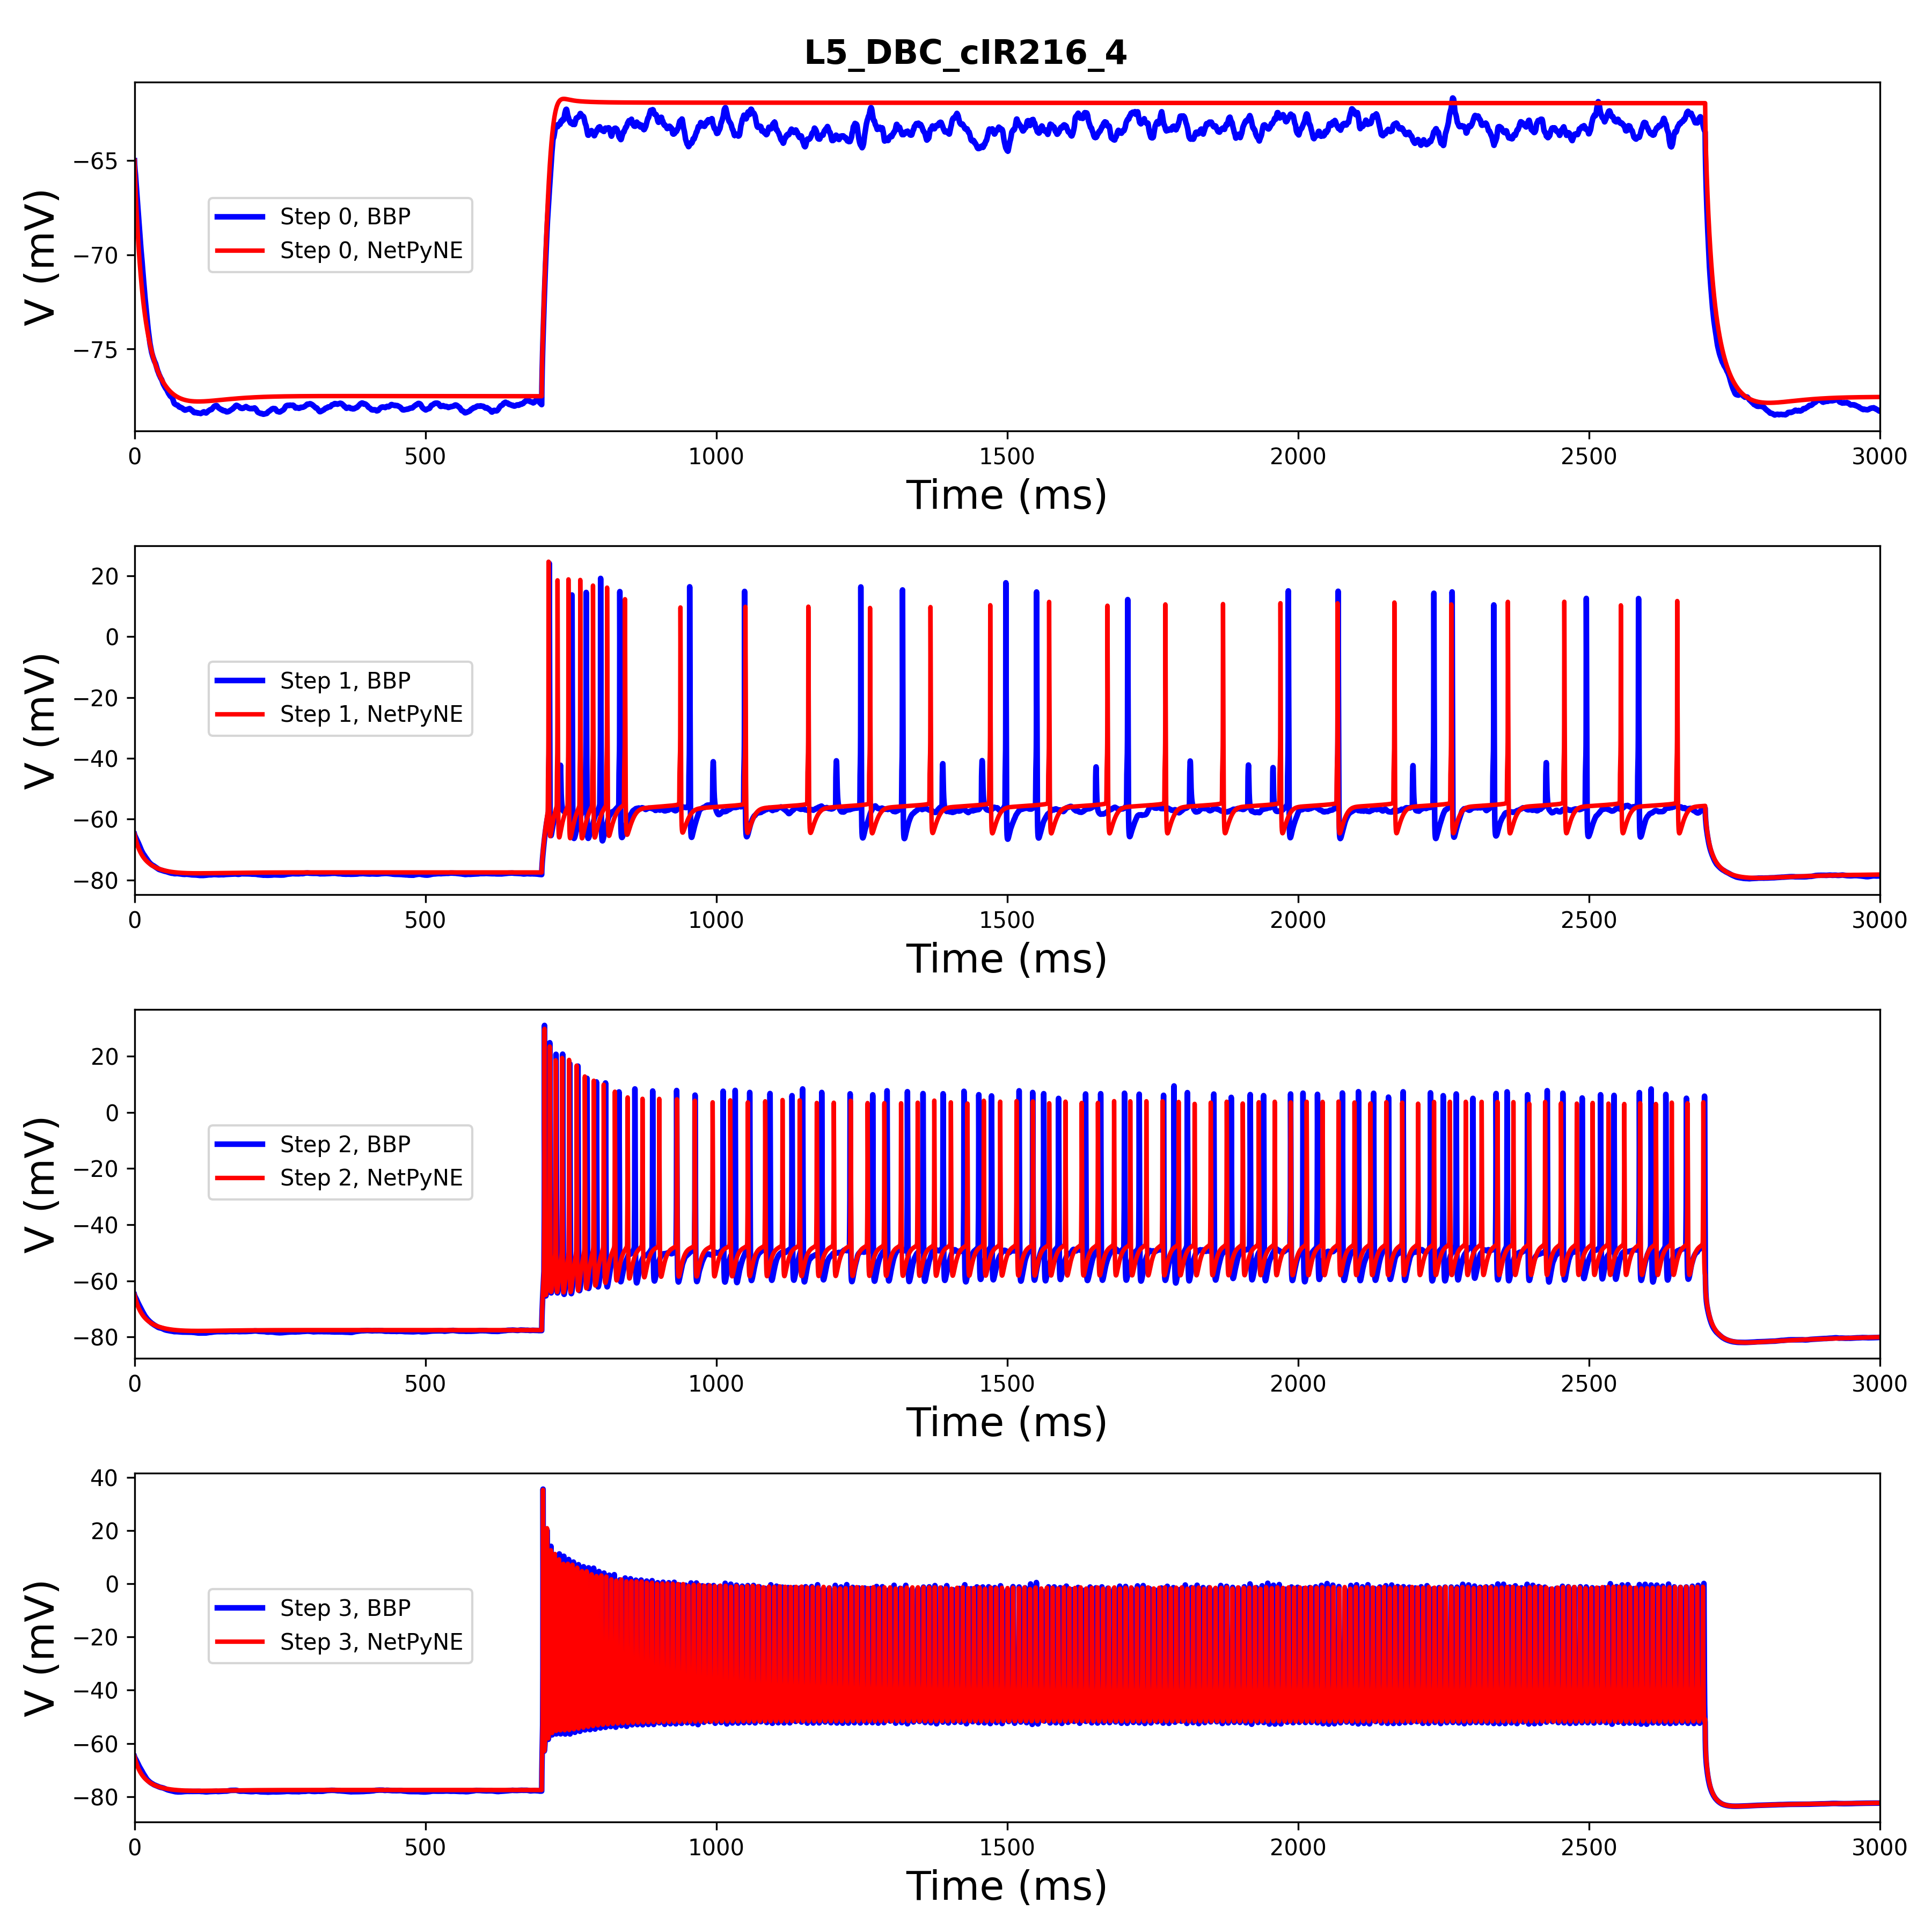 L5_DBC_cIR216_4
V (mV)
−65
−70
−75
Step 0, BBP
Step 0, NetPyNE
0 500 1000 1500 2000 2500 3000
Time (ms)
V (mV)
20
0
−20
−40
−60
−80
Step 1, BBP
Step 1, NetPyNE
0 500 1000 1500 2000 2500 3000
Time (ms)
V (mV)
20
0
−20
−40
−60
−80
Step 2, BBP
Step 2, NetPyNE
0 500 1000 1500 2000 2500 3000
Time (ms)
V (mV)
40
20
0
−20
−40
−60
−80
Step 3, BBP
Step 3, NetPyNE
0 500 1000 1500 2000 2500 3000
Time (ms)